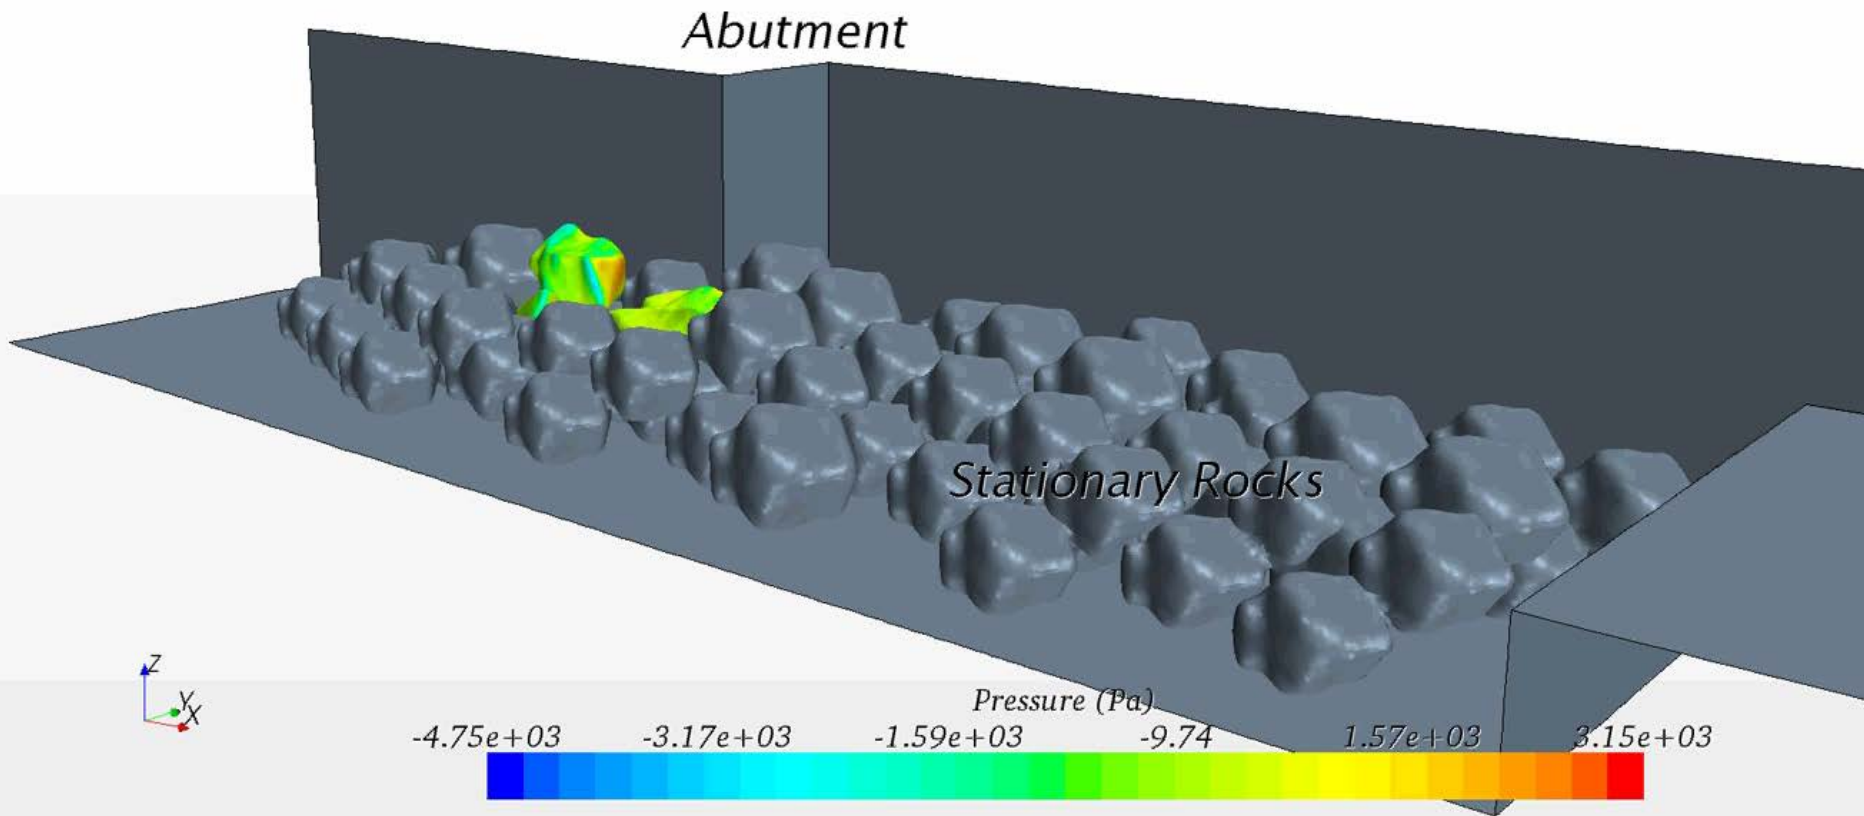 Abutment
Stationary Rocks
Z
Y
X
Pressure (Pa)
-4.75e+03 -3.17e+03 -1.59e+03 -9.74 1.57e+03 3.15e+03